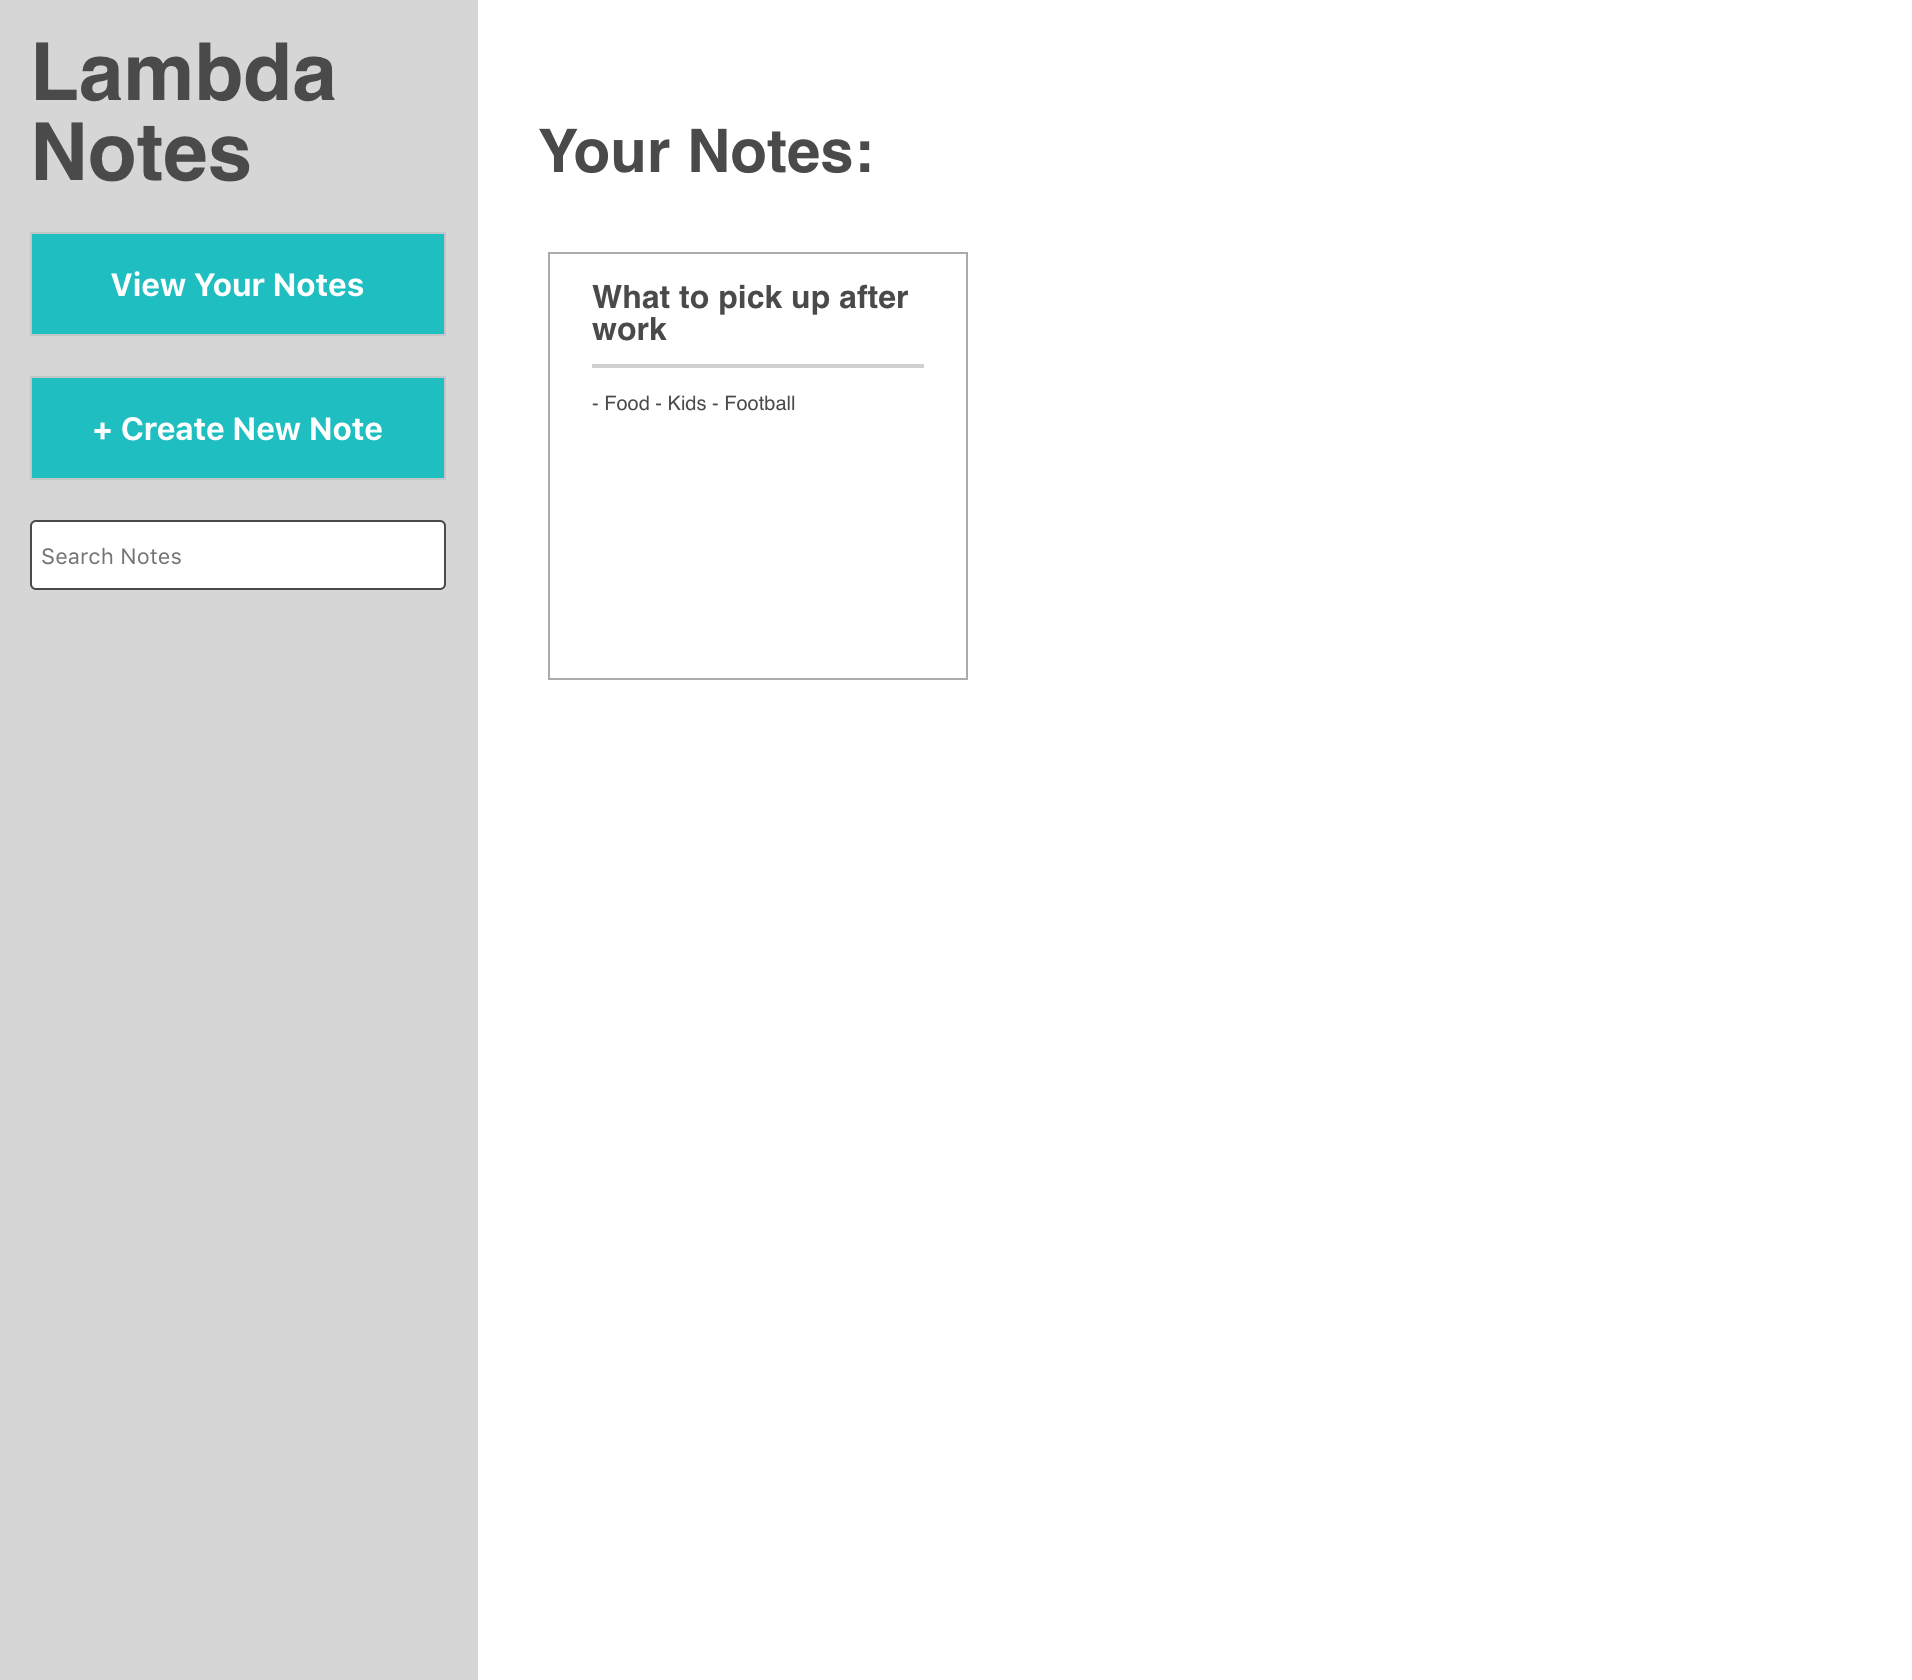 Lambda
Notes
View Your Notes
+ Create New Note
Search Notes
Your Notes:
What to pick up after
work
- Food - Kids - Football